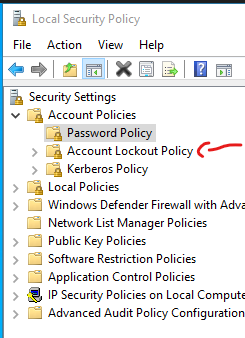 Local Security Policy
File Action View Help
Security Settings
Account Policies
Password Policy
Account Lockout Policy
Kerberos Policy
Local Policies
Windows Defender Firewall with Adva
Network List Manager Policies
Public Key Policies
Software Restriction Policies
Application Control Policies
IP Security Policies on Local Compute
Advanced Audit Policy Configuration